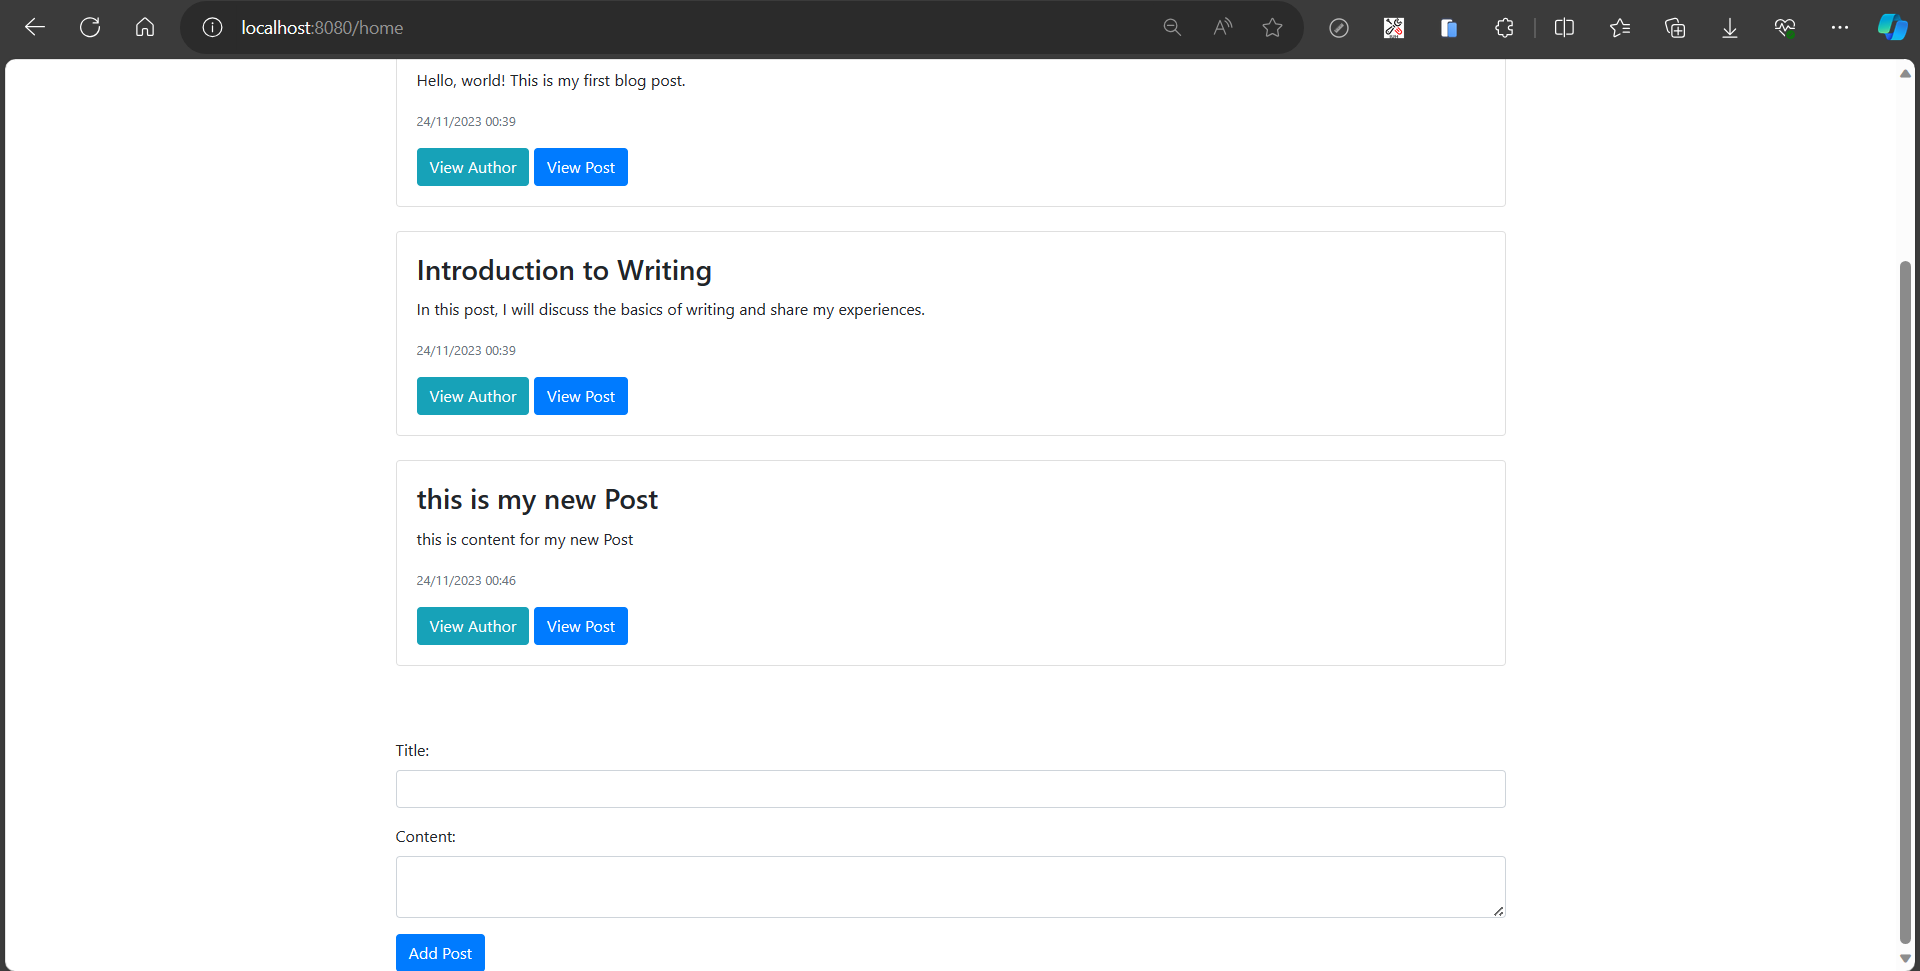 localhost:8080/home
Hello, world! This is my first blog post.
24/11/2023 00:39
View Author View Post
Introduction to Writing
In this post, I will discuss the basics of writing and share my experiences.
24/11/2023 00:39
View Author View Post
this is my new Post
this is content for my new Post
24/11/2023 00:46
View Author View Post
Title:
Content:
Add Post